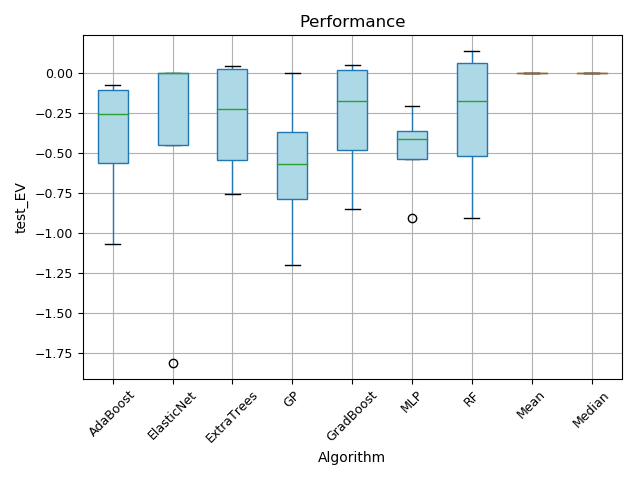 Performance
test_EV
0.00
−0.25
−0.50
−0.75
−1.00
−1.25
−1.50
−1.75
AdaBoost
ElasticNet
ExtraTrees
GP
GradBoost
MLP
RF
Mean
Median
Algorithm